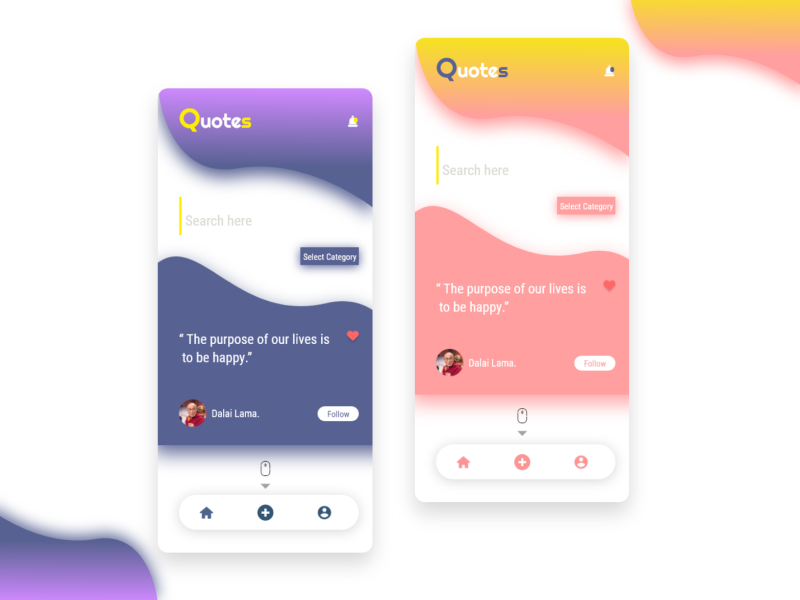 Quotes
Search here
Select Category
“ The purpose of our lives is
to be happy.”
Dalai Lama.
Follow
Quotes
Search here
Select Category
“ The purpose of our lives is
to be happy.”
Dalai Lama.
Follow